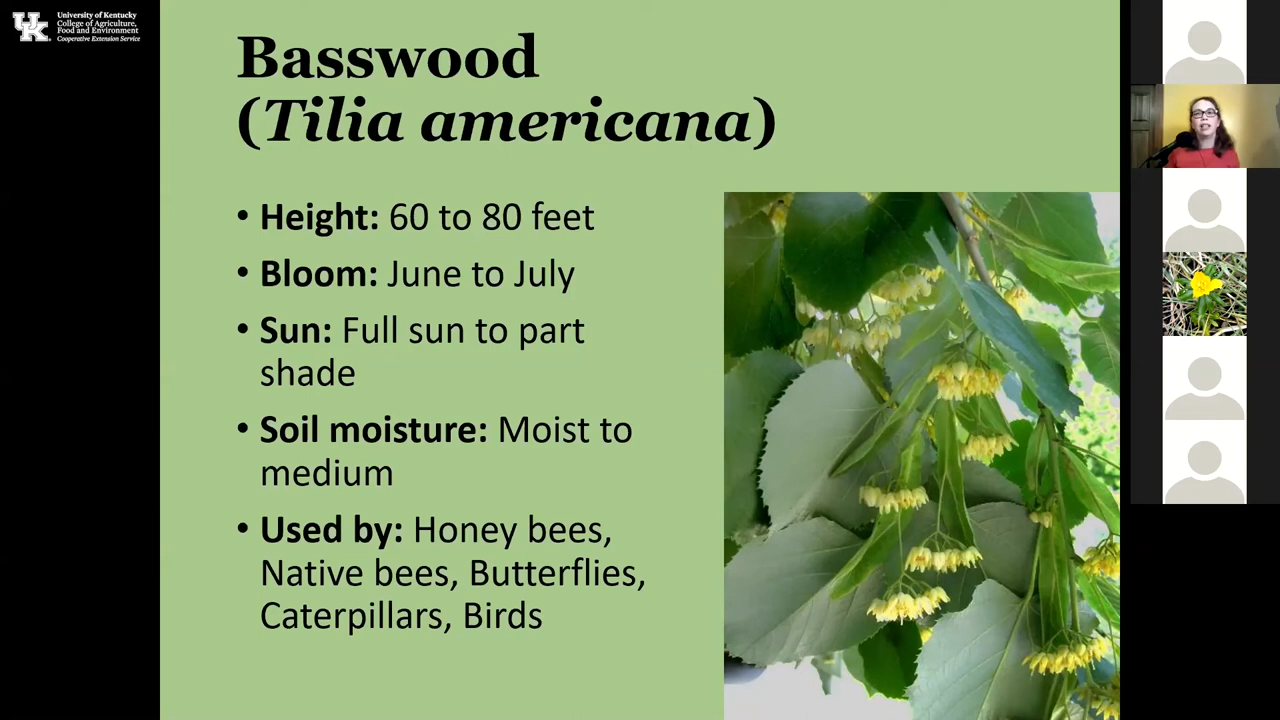 University of Kentucky
College of Agriculture,
Food and Environment
Cooperative Extension Service
Basswood
(Tilia americana)
• Height: 60 to 80 feet
• Bloom: June to July
• Sun: Full sun to part
shade
• Soil moisture: Moist to
medium
• Used by: Honey bees,
Native bees, Butterflies,
Caterpillars, Birds